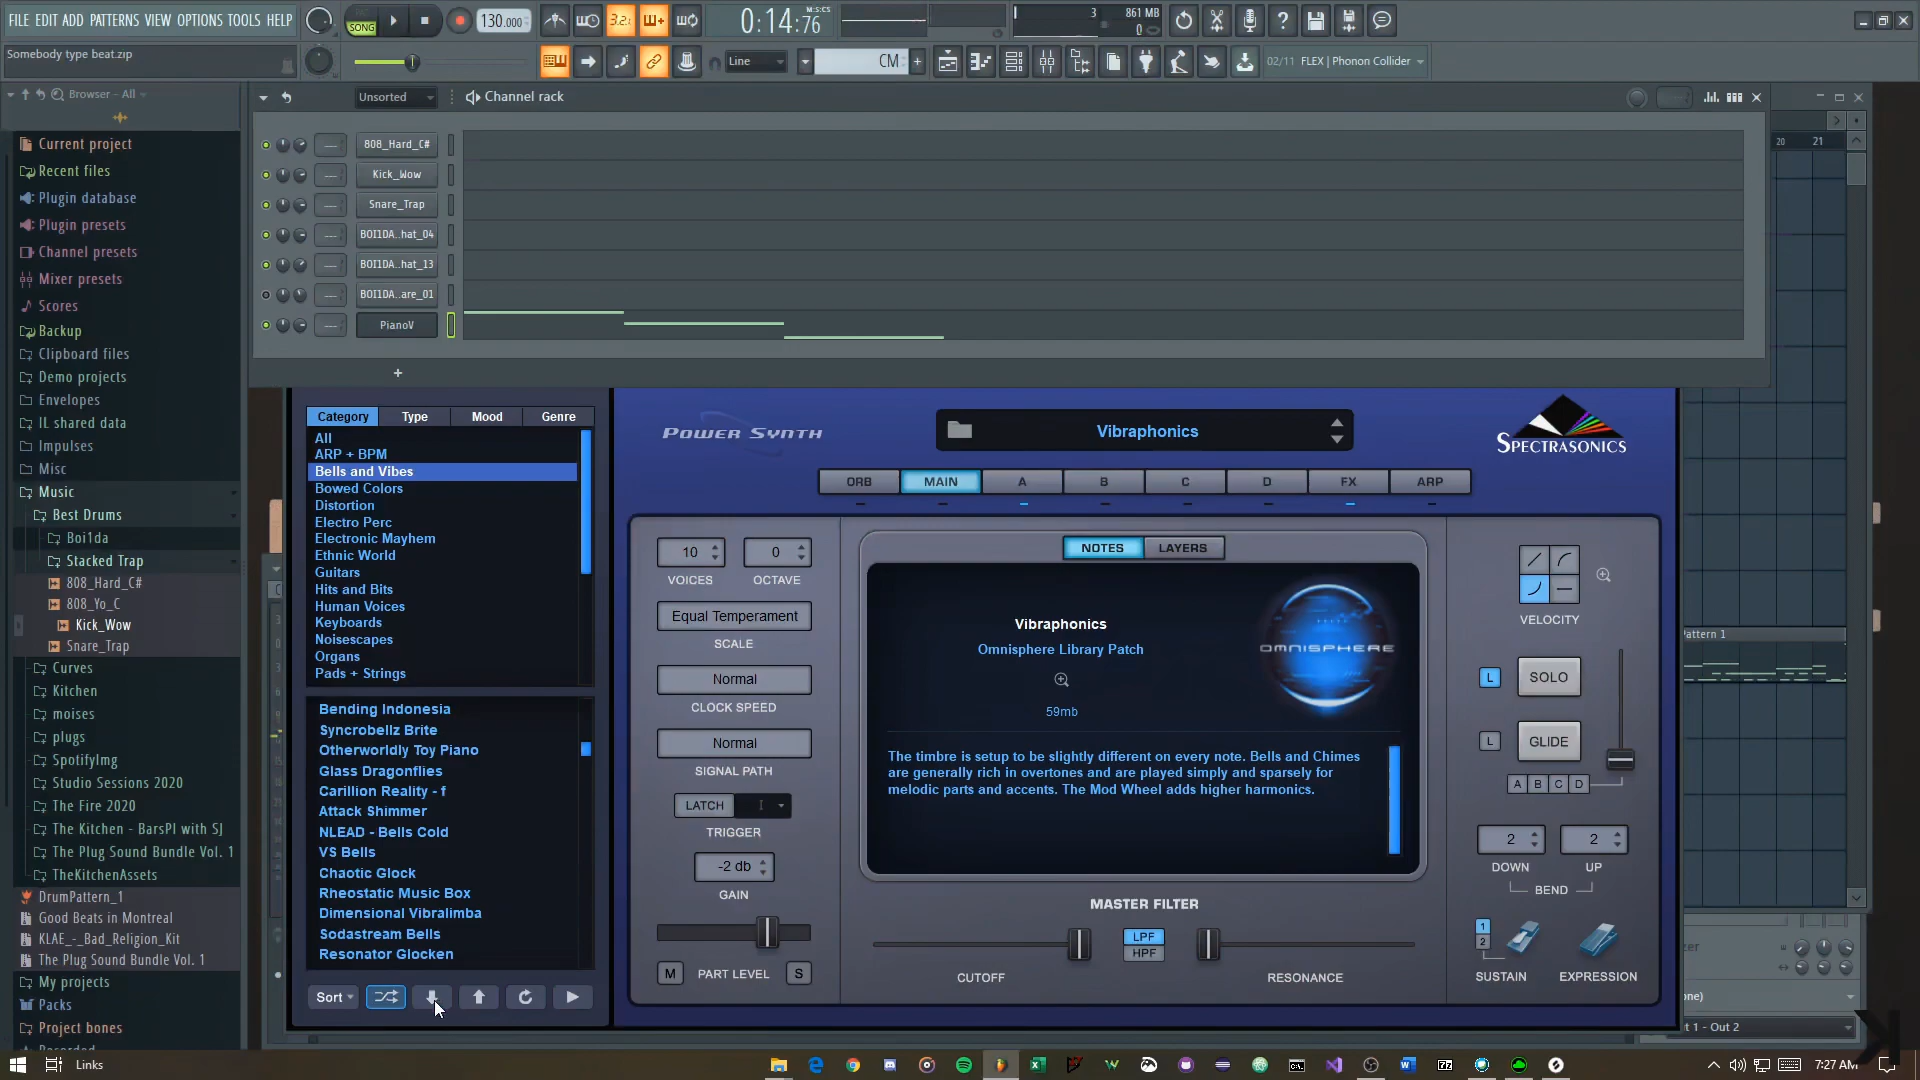 FILE EDIT ADD PATTERNS VIEW OPTIONS TOOLS HELP
PAT
SONG
130.000
3.2:
0:14:76
M:S:CS
3
861 MB
0
Somebody type beat.zip
Line
CM
02/11 FLEX | Phonon Collider
Browser - All
Unsorted
Channel rack
Current project
Recent files
Plugin database
Plugin presets
Channel presets
Mixer presets
Scores
Backup
Clipboard files
Demo projects
Envelopes
IL shared data
Impulses
Misc
Music
Best Drums
Boi1da
Stacked Trap
808_Hard_C#
808_Yo_C
Kick_Wow
Snare_Trap
Curves
Kitchen
moises
plugs
SpotifyImg
Studio Sessions 2020
The Fire 2020
The Kitchen - BarsPI with SJ
The Plug Sound Bundle Vol. 1
TheKitchenAssets
DrumPattern_1
Good Beats in Montreal
KLAE_-_Bad_Religion_Kit
The Plug Sound Bundle Vol. 1
My projects
Packs
Project bones
808_Hard_C#
Kick_Wow
Snare_Trap
BOI1DA..hat_04
BOI1DA..hat_13
BOI1DA..are_01
PianoV
20 21
attern 1
Category Type Mood Genre
All
ARP + BPM
Bells and Vibes
Bowed Colors
Distortion
Electro Perc
Electronic Mayhem
Ethnic World
Guitars
Hits and Bits
Human Voices
Keyboards
Noisescapes
Organs
Pads + Strings
Bending Indonesia
Syncrobellz Brite
Otherworldly Toy Piano
Glass Dragonflies
Carillion Reality - f
Attack Shimmer
NLEAD - Bells Cold
VS Bells
Chaotic Glock
Rheostatic Music Box
Dimensional Vibralimba
Sodastream Bells
Resonator Glocken
Sort
POWER SYNTH
Vibraphonics
SPECTRASONICS
ORB MAIN A B C D FX ARP
10
0
VOICES
OCTAVE
Equal Temperament
SCALE
Normal
CLOCK SPEED
Normal
SIGNAL PATH
LATCH
TRIGGER
-2 db
GAIN
M PART LEVEL S
NOTES LAYERS
Vibraphonics
Omnisphere Library Patch
59mb
OMNISPHERE
The timbre is setup to be slightly different on every note. Bells and Chimes
are generally rich in overtones and are played simply and sparsely for
melodic parts and accents. The Mod Wheel adds higher harmonics.
MASTER FILTER
LPF
HPF
CUTOFF
RESONANCE
VELOCITY
L SOLO
L GLIDE
A B C D
2 2
DOWN UP
BEND
1
2
SUSTAIN
EXPRESSION
zer
one)
t 1 - Out 2
Links
7:27 AM